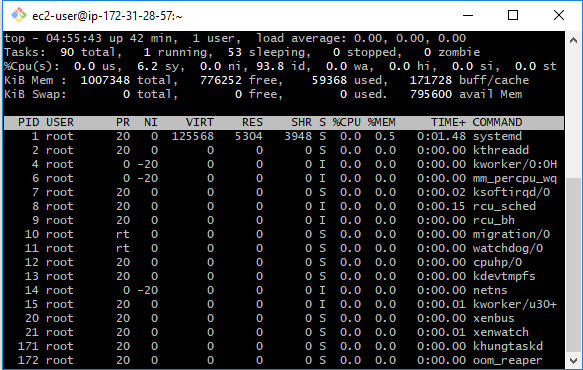 ec2-user@ip-172-31-28-57:~
top - 04:55:43 up 42 min, 1 user, load average: 0.00, 0.00, 0.00
Tasks: 90 total, 1 running, 53 sleeping, 0 stopped, 0 zombie
%Cpu(s): 0.0 us, 6.2 sy, 0.0 ni, 93.8 id, 0.0 wa, 0.0 hi, 0.0 si, 0.0 st
KiB Mem : 1007348 total, 776252 free, 59368 used, 171728 buff/cache
KiB Swap: 0 total, 0 free, 0 used. 795600 avail Mem
PID USER PR NI VIRT RES SHR S %CPU %MEM TIME+ COMMAND
1 root 20 0 125568 5304 3948 S 0.0 0.5 0:01.48 systemd
2 root 20 0 0 0 0 S 0.0 0.0 0:00.00 kthreadd
4 root 0 -20 0 0 0 I 0.0 0.0 0:00.00 kworker/0:0H
6 root 0 -20 0 0 0 I 0.0 0.0 0:00.00 mm_percpu_wq
7 root 20 0 0 0 0 S 0.0 0.0 0:00.02 ksoftirqd/0
8 root 20 0 0 0 0 I 0.0 0.0 0:00.15 rcu_sched
9 root 20 0 0 0 0 I 0.0 0.0 0:00.00 rcu_bh
10 root rt 0 0 0 0 S 0.0 0.0 0:00.00 migration/0
11 root rt 0 0 0 0 S 0.0 0.0 0:00.00 watchdog/0
12 root 20 0 0 0 0 S 0.0 0.0 0:00.00 cpuhp/0
13 root 20 0 0 0 0 S 0.0 0.0 0:00.00 kdevtmpfs
14 root 0 -20 0 0 0 I 0.0 0.0 0:00.00 netns
15 root 20 0 0 0 0 I 0.0 0.0 0:00.01 kworker/u30+
20 root 20 0 0 0 0 S 0.0 0.0 0:00.00 xenbus
21 root 20 0 0 0 0 S 0.0 0.0 0:00.01 xenwatch
171 root 20 0 0 0 0 S 0.0 0.0 0:00.00 khungtaskd
172 root 20 0 0 0 0 S 0.0 0.0 0:00.00 oom_reaper